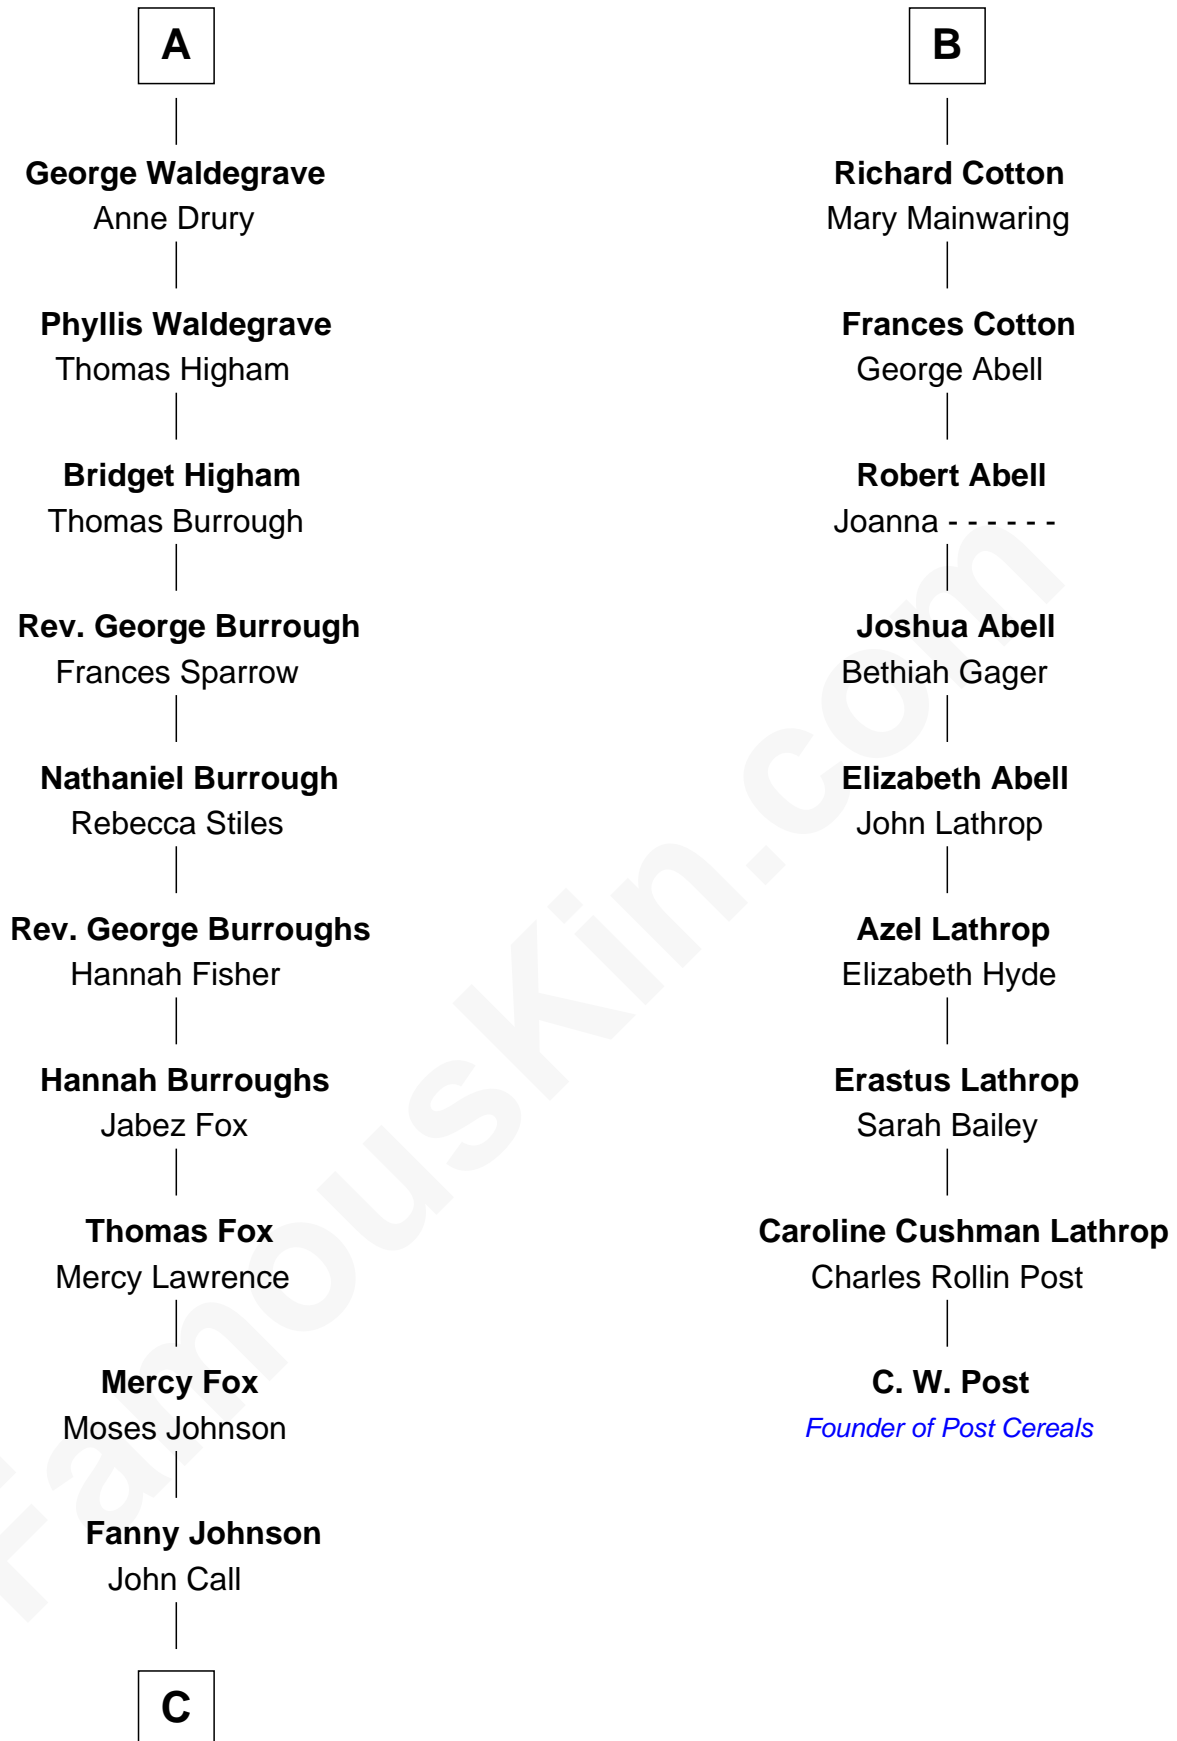 A
George Waldegrave
Anne Drury
Phyllis Waldegrave
Thomas Higham
Bridget Higham
Thomas Burrough
Rev. George Burrough
Frances Sparrow
Nathaniel Burrough
Rebecca Stiles
Rev. George Burroughs
Hannah Fisher
Hannah Burroughs
Jabez Fox
Thomas Fox
Mercy Lawrence
Mercy Fox
Moses Johnson
Fanny Johnson
John Call
C
B
Richard Cotton
Mary Mainwaring
Frances Cotton
George Abell
Robert Abell
Joanna - - - - - -
Joshua Abell
Bethiah Gager
Elizabeth Abell
John Lathrop
Azel Lathrop
Elizabeth Hyde
Erastus Lathrop
Sarah Bailey
Caroline Cushman Lathrop
Charles Rollin Post
C. W. Post
Founder of Post Cereals
FamousKin.com